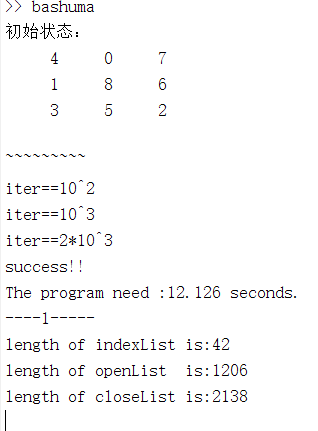 >> bashuma
初始状态：
4 0 7
1 8 6
3 5 2
~~~~~~~~~
iter==10^2
iter==10^3
iter==2*10^3
success!!
The program need :12.126 seconds.
----1-----
length of indexList is:42
length of openList  is:1206
length of closeList is:2138